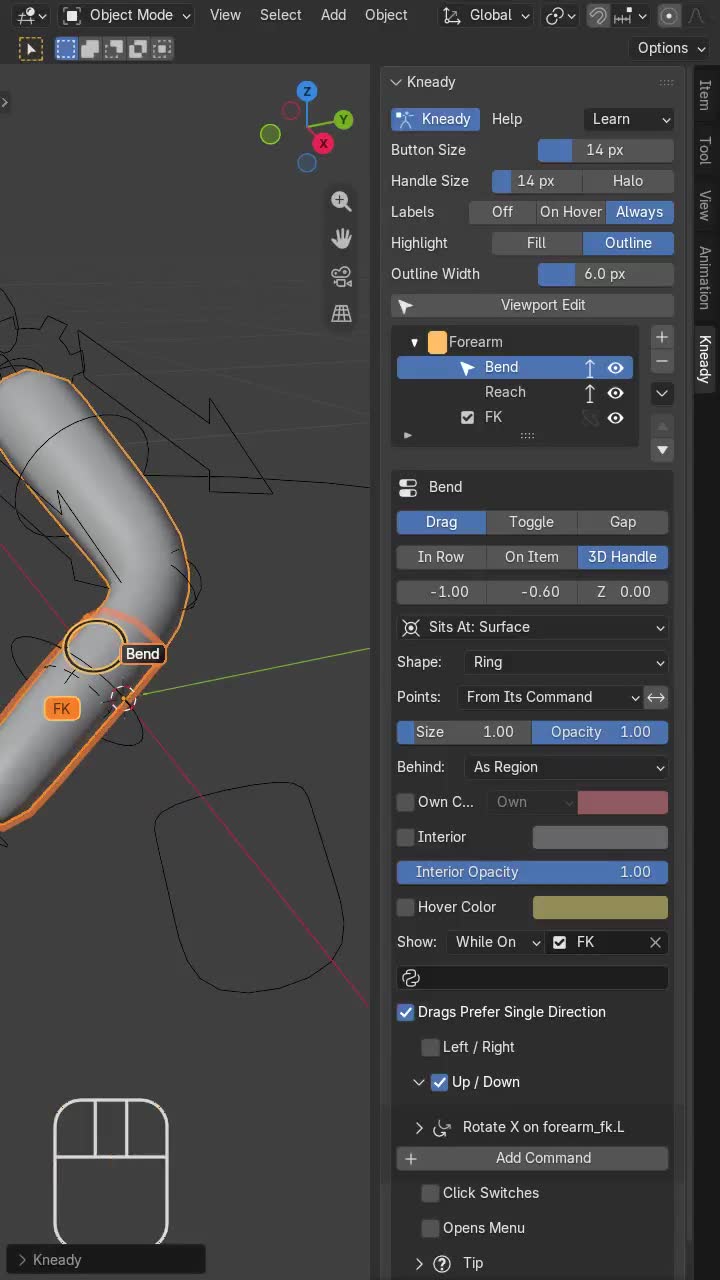 Object Mode View Select Add Object Global
Options
Kneady
Kneady Help Learn
Button Size 14 px
Handle Size 14 px Halo
Labels Off On Hover Always
Highlight Fill Outline
Outline Width 6.0 px
Viewport Edit
Forearm
Bend
Reach
FK
Bend
Drag Toggle Gap
In Row On Item 3D Handle
-1.00 -0.60 Z 0.00
Sits At: Surface
Shape: Ring
Points: From Its Command
Size 1.00 Opacity 1.00
Behind: As Region
Own C... Own
Interior
Interior Opacity 1.00
Hover Color
Show: While On FK
Drags Prefer Single Direction
Left / Right
Up / Down
Rotate X on forearm_fk.L
Add Command
Click Switches
Opens Menu
Tip
Item
Tool
View
Animation
Kneady
Z
Y
X
Bend
FK
Kneady